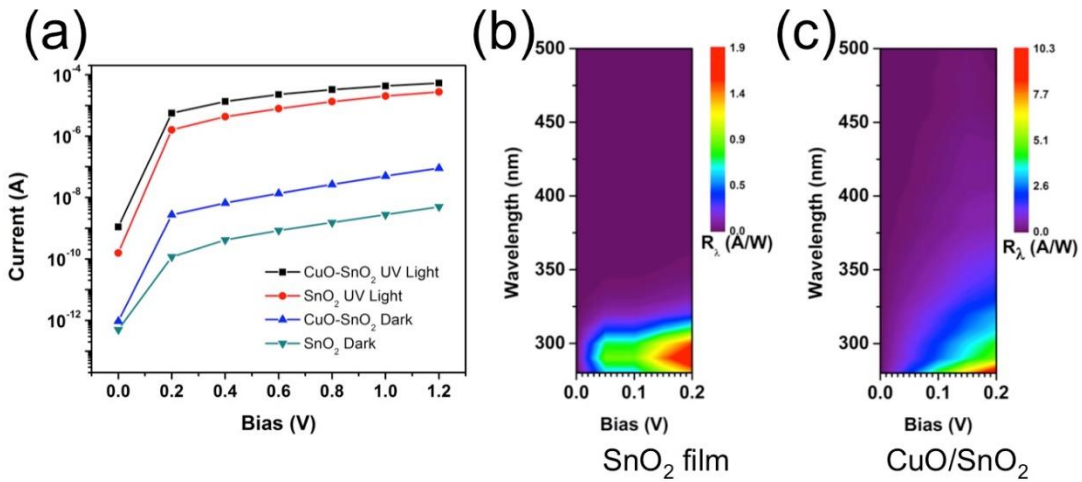 (a)
10⁻⁴
10⁻⁶
10⁻⁸
10⁻¹⁰
10⁻¹²
Current (A)
CuO-SnO₂ UV Light
SnO₂ UV Light
CuO-SnO₂ Dark
SnO₂ Dark
0.0 0.2 0.4 0.6 0.8 1.0 1.2
Bias (V)
(b)
500
450
400
350
300
Wavelength (nm)
0.0 0.2
Bias (V)
1.9
1.4
0.9
0.5
0.0
R_λ (A/W)
SnO₂ film
(c)
500
450
400
350
300
Wavelength (nm)
0.0 0.1 0.2
Bias (V)
10.3
7.7
5.1
2.6
0.0
R_λ (A/W)
CuO/SnO₂